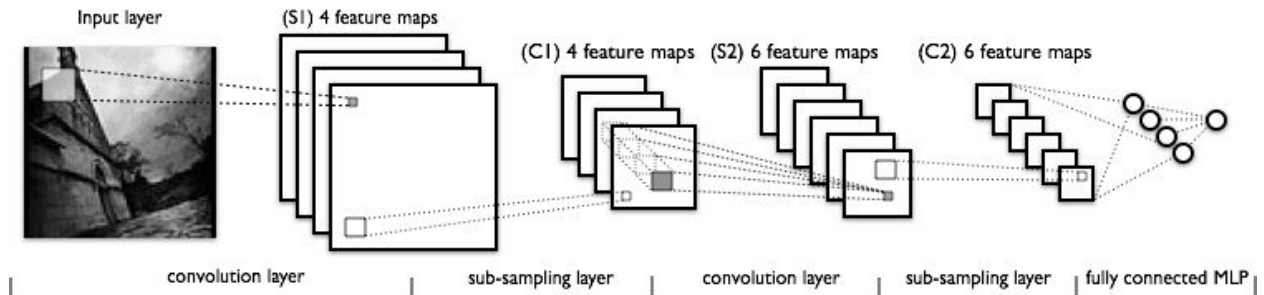 Input layer
(S1) 4 feature maps
(C1) 4 feature maps
(S2) 6 feature maps
(C2) 6 feature maps
convolution layer
sub-sampling layer
convolution layer
sub-sampling layer
fully connected MLP